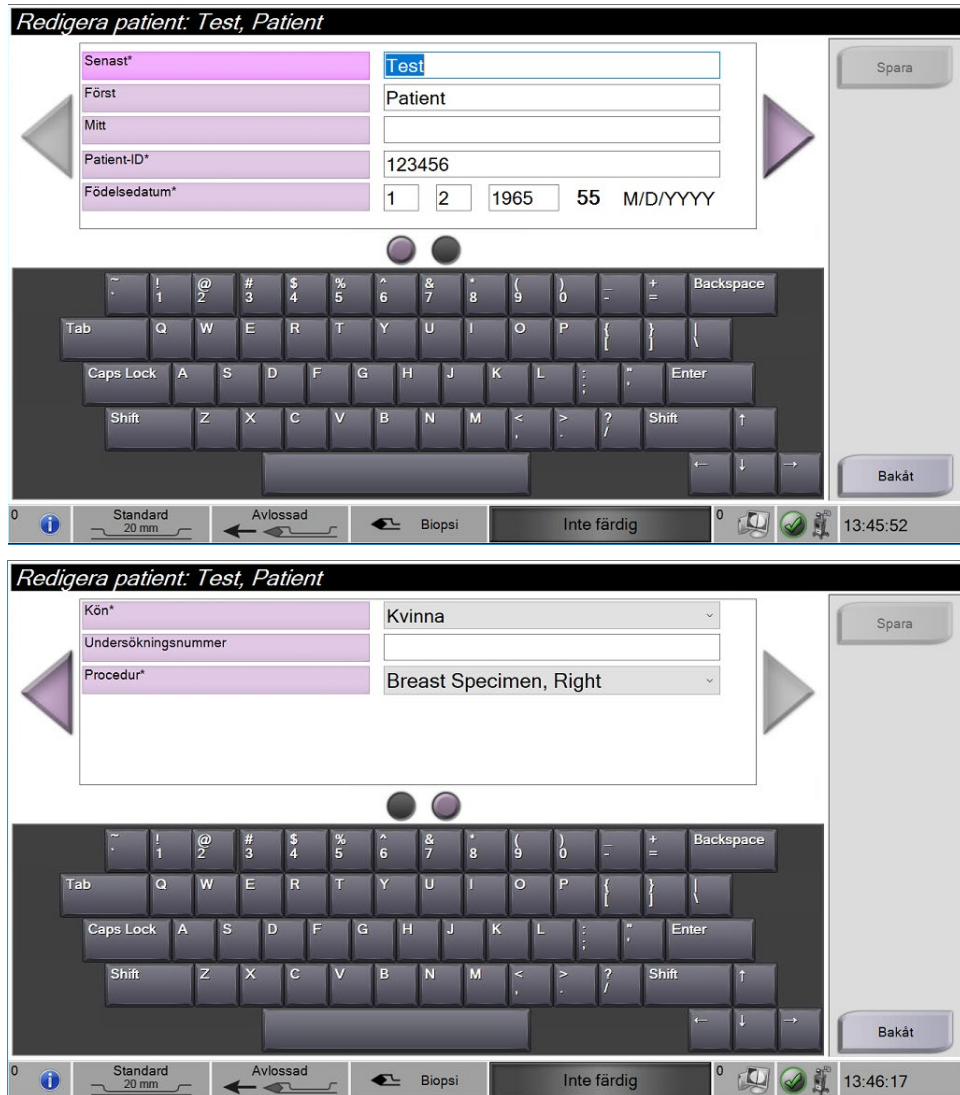 Redigera patient: Test, Patient
Senast* Test
Först Patient
Mitt
Patient-ID* 123456
Födelsedatum* 1 2 1965 55 M/D/YYYY
Spara
~ ! @ # $ % ^ & * ( ) _ + Backspace
` 1 2 3 4 5 6 7 8 9 0 - =
Tab Q W E R T Y U I O P { } |
[ ] \
Caps Lock A S D F G H J K L : " Enter
; '
Shift Z X C V B N M < > ? Shift ↑
, . /
← ↓ →
Bakåt
0 Standard 20 mm Avlossad Biopsi Inte färdig 0 13:45:52
Redigera patient: Test, Patient
Kön* Kvinna
Undersökningsnummer
Procedur* Breast Specimen, Right
Spara
~ ! @ # $ % ^ & * ( ) _ + Backspace
` 1 2 3 4 5 6 7 8 9 0 - =
Tab Q W E R T Y U I O P { } |
[ ] \
Caps Lock A S D F G H J K L : " Enter
; '
Shift Z X C V B N M < > ? Shift ↑
, . /
← ↓ →
Bakåt
0 Standard 20 mm Avlossad Biopsi Inte färdig 0 13:46:17